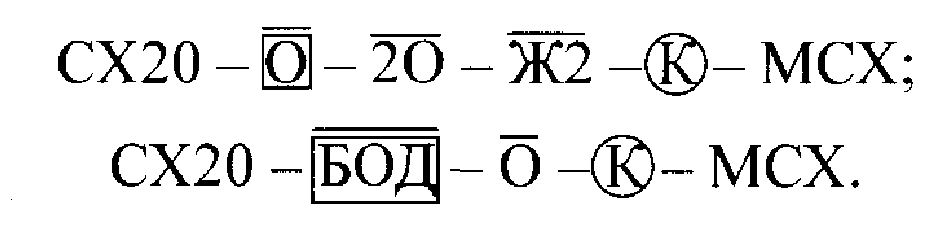 СХ20 – О – 2О – Ж2 – К – МСХ;
СХ20 – БОД – О – К – МСХ.